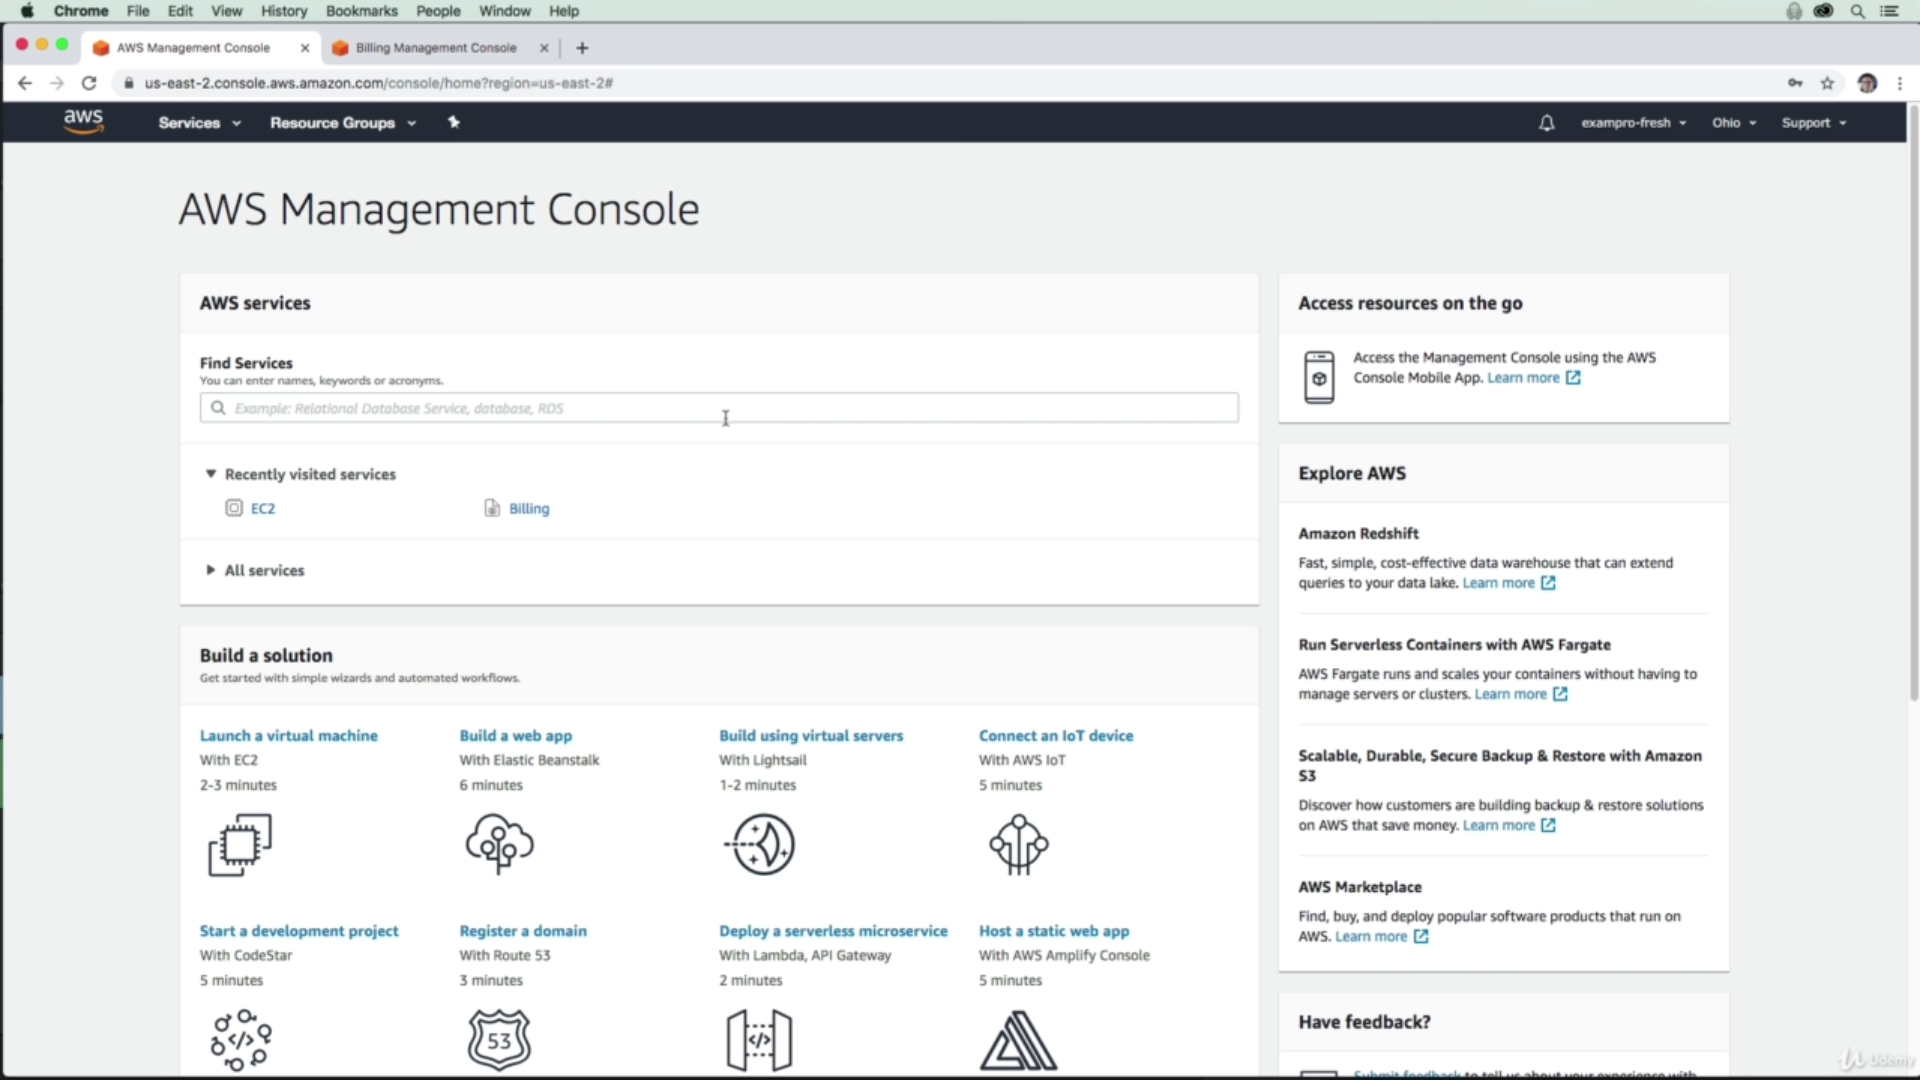 Chrome File Edit View History Bookmarks People Window Help
AWS Management Console
Billing Management Console
us-east-2.console.aws.amazon.com/console/home?region=us-east-2#
aws Services Resource Groups exampro-fresh Ohio Support
AWS Management Console
AWS services
Find Services
You can enter names, keywords or acronyms.
Example: Relational Database Service, database, RDS
Recently visited services
EC2 Billing
All services
Build a solution
Get started with simple wizards and automated workflows.
Launch a virtual machine
With EC2
2-3 minutes
Build a web app
With Elastic Beanstalk
6 minutes
Build using virtual servers
With Lightsail
1-2 minutes
Connect an IoT device
With AWS IoT
5 minutes
Start a development project
With CodeStar
5 minutes
Register a domain
With Route 53
3 minutes
53
Deploy a serverless microservice
With Lambda, API Gateway
2 minutes
Host a static web app
With AWS Amplify Console
5 minutes
Access resources on the go
Access the Management Console using the AWS
Console Mobile App. Learn more
Explore AWS
Amazon Redshift
Fast, simple, cost-effective data warehouse that can extend
queries to your data lake. Learn more
Run Serverless Containers with AWS Fargate
AWS Fargate runs and scales your containers without having to
manage servers or clusters. Learn more
Scalable, Durable, Secure Backup & Restore with Amazon
S3
Discover how customers are building backup & restore solutions
on AWS that save money. Learn more
AWS Marketplace
Find, buy, and deploy popular software products that run on
AWS. Learn more
Have feedback?
Submit feedback to tell us about your experience with
Udemy